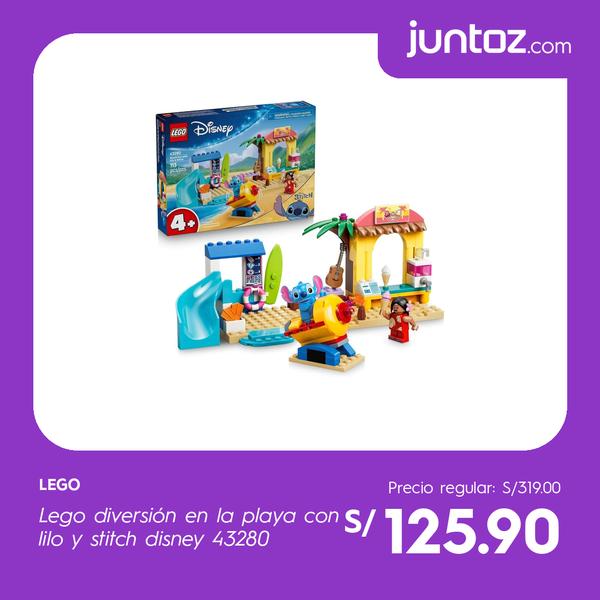 juntoz.com
LEGO Disney
4+
Stitch
LEGO
Precio regular: S/319.00
Lego diversión en la playa con
lilo y stitch disney 43280
S/ 125.90